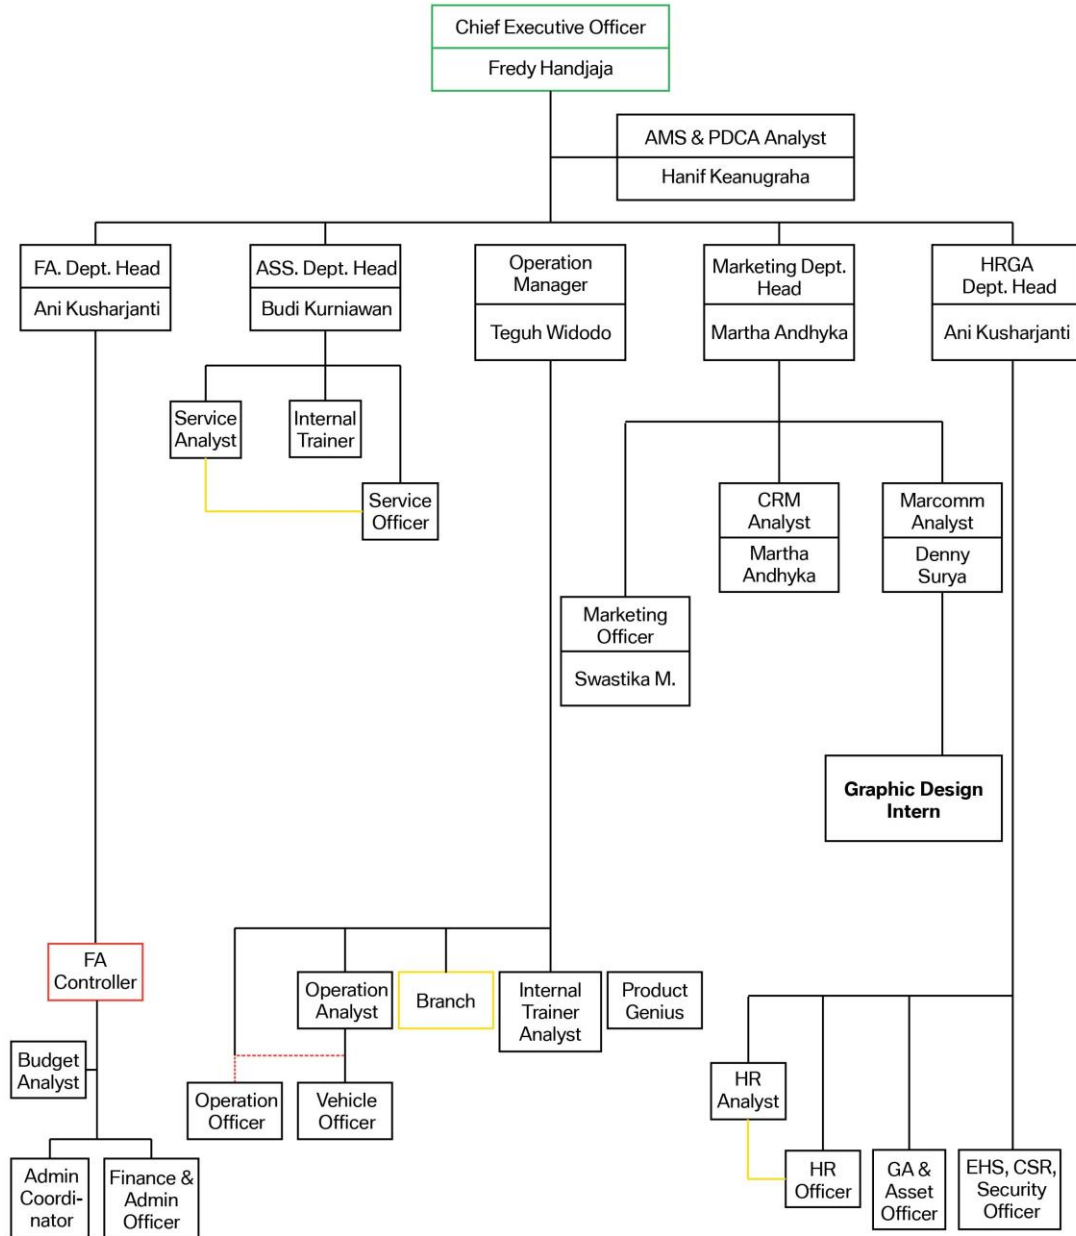 Chief Executive Officer
Fredy Handjaja
AMS & PDCA Analyst
Hanif Keanugraha
FA. Dept. Head
Ani Kusharjanti
ASS. Dept. Head
Budi Kurniawan
Operation
Manager
Teguh Widodo
Marketing Dept.
Head
Martha Andhyka
HRGA
Dept. Head
Ani Kusharjanti
Service
Analyst
Internal
Trainer
Service
Officer
CRM
Analyst
Martha
Andhyka
Marcomm
Analyst
Denny
Surya
Marketing
Officer
Swastika M.
Graphic Design
Intern
FA
Controller
Operation
Analyst
Branch
Internal
Trainer
Analyst
Product
Genius
Budget
Analyst
Operation
Officer
Vehicle
Officer
HR
Analyst
Admin
Coordi-
nator
Finance &
Admin
Officer
HR
Officer
GA &
Asset
Officer
EHS, CSR,
Security
Officer